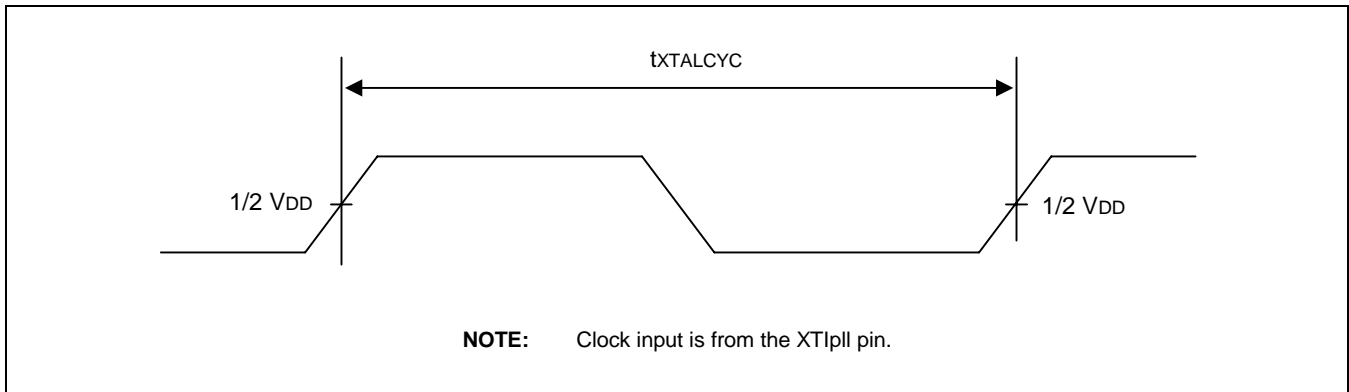 tXTALCYC
1/2 VDD
1/2 VDD
NOTE: Clock input is from the XTIpll pin.